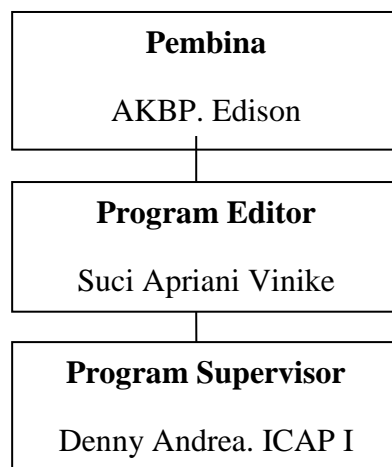 Pembina
AKBP. Edison
Program Editor
Suci Apriani Vinike
Program Supervisor
Denny Andrea. ICAP I